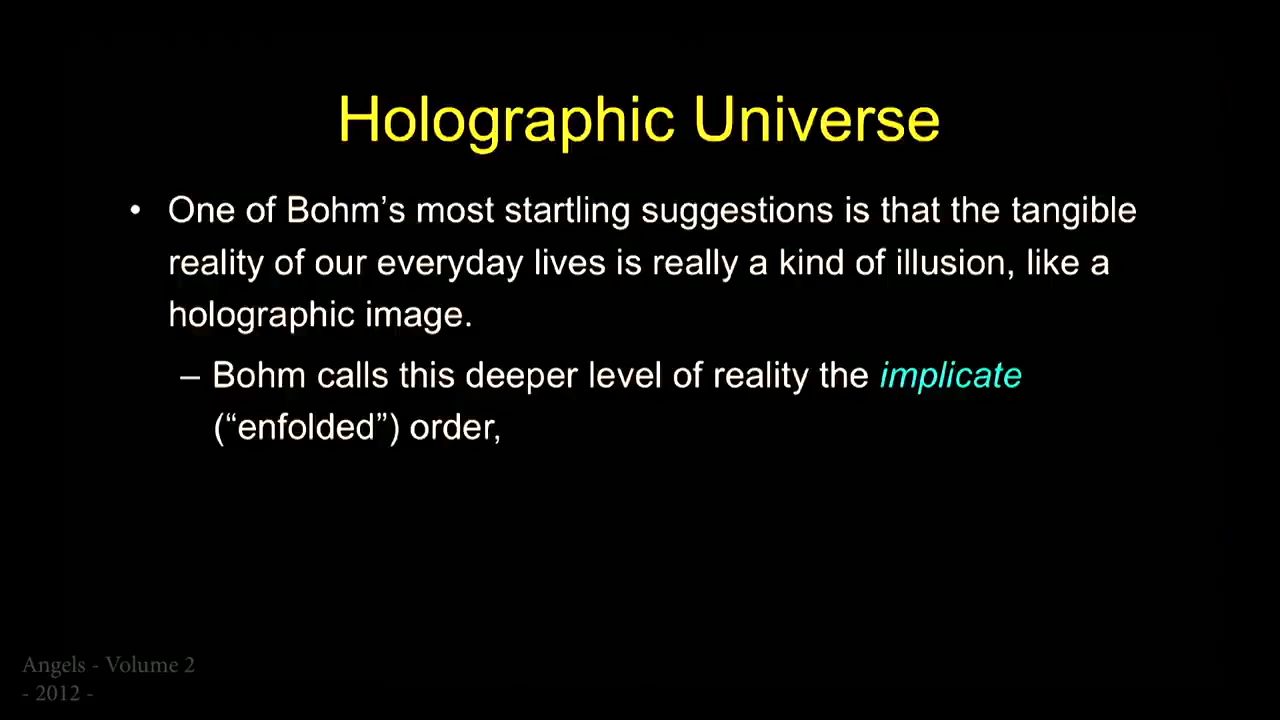 Holographic Universe
• One of Bohm’s most startling suggestions is that the tangible
reality of our everyday lives is really a kind of illusion, like a
holographic image.
– Bohm calls this deeper level of reality the implicate
(“enfolded”) order,
Angels - Volume 2
- 2012 -